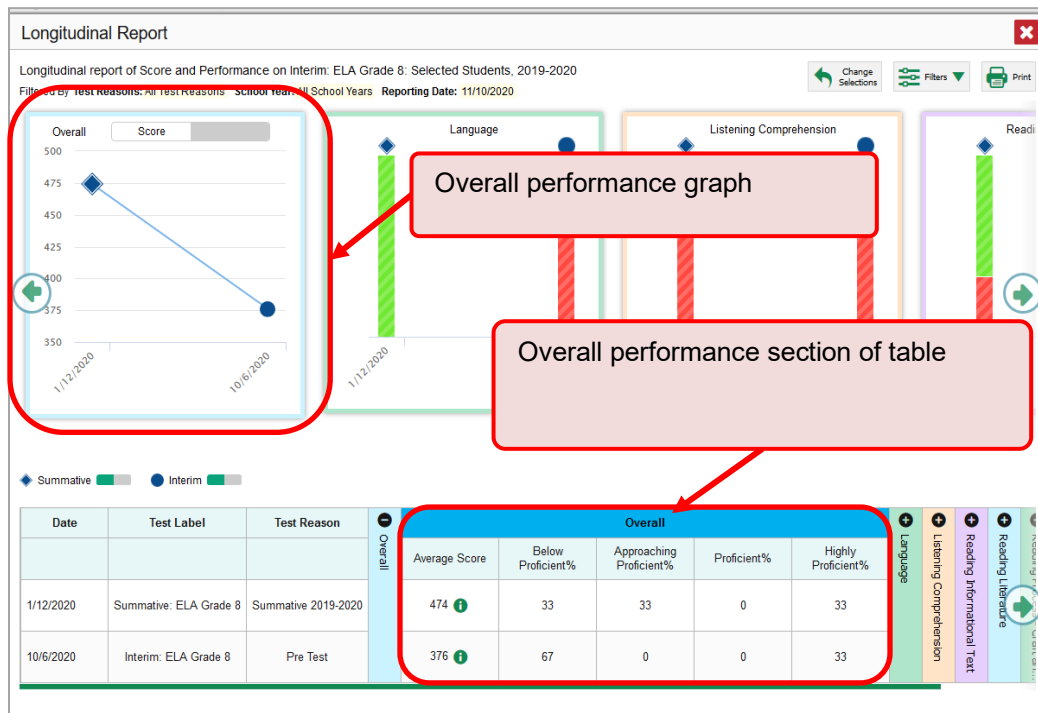 Longitudinal Report
Longitudinal report of Score and Performance on Interim: ELA Grade 8: Selected Students, 2019-2020
Filtered By Test Reasons: All Test Reasons School Year: All School Years Reporting Date: 11/10/2020
Change
Selections
Filters
Print
Overall
Score
500
475
450
425
400
375
350
1/12/2020
10/6/2020
Language
1/12/2020
Listening Comprehension
Readi
Overall performance graph
Overall performance section of table
Summative
Interim
Date
Test Label
Test Reason
Overall
Overall
Average Score
Below
Proficient%
Approaching
Proficient%
Proficient%
Highly
Proficient%
Language
Listening Comprehension
Reading Informational Text
Reading Literature
1/12/2020
Summative: ELA Grade 8
Summative 2019-2020
474
33
33
0
33
10/6/2020
Interim: ELA Grade 8
Pre Test
376
67
0
0
33